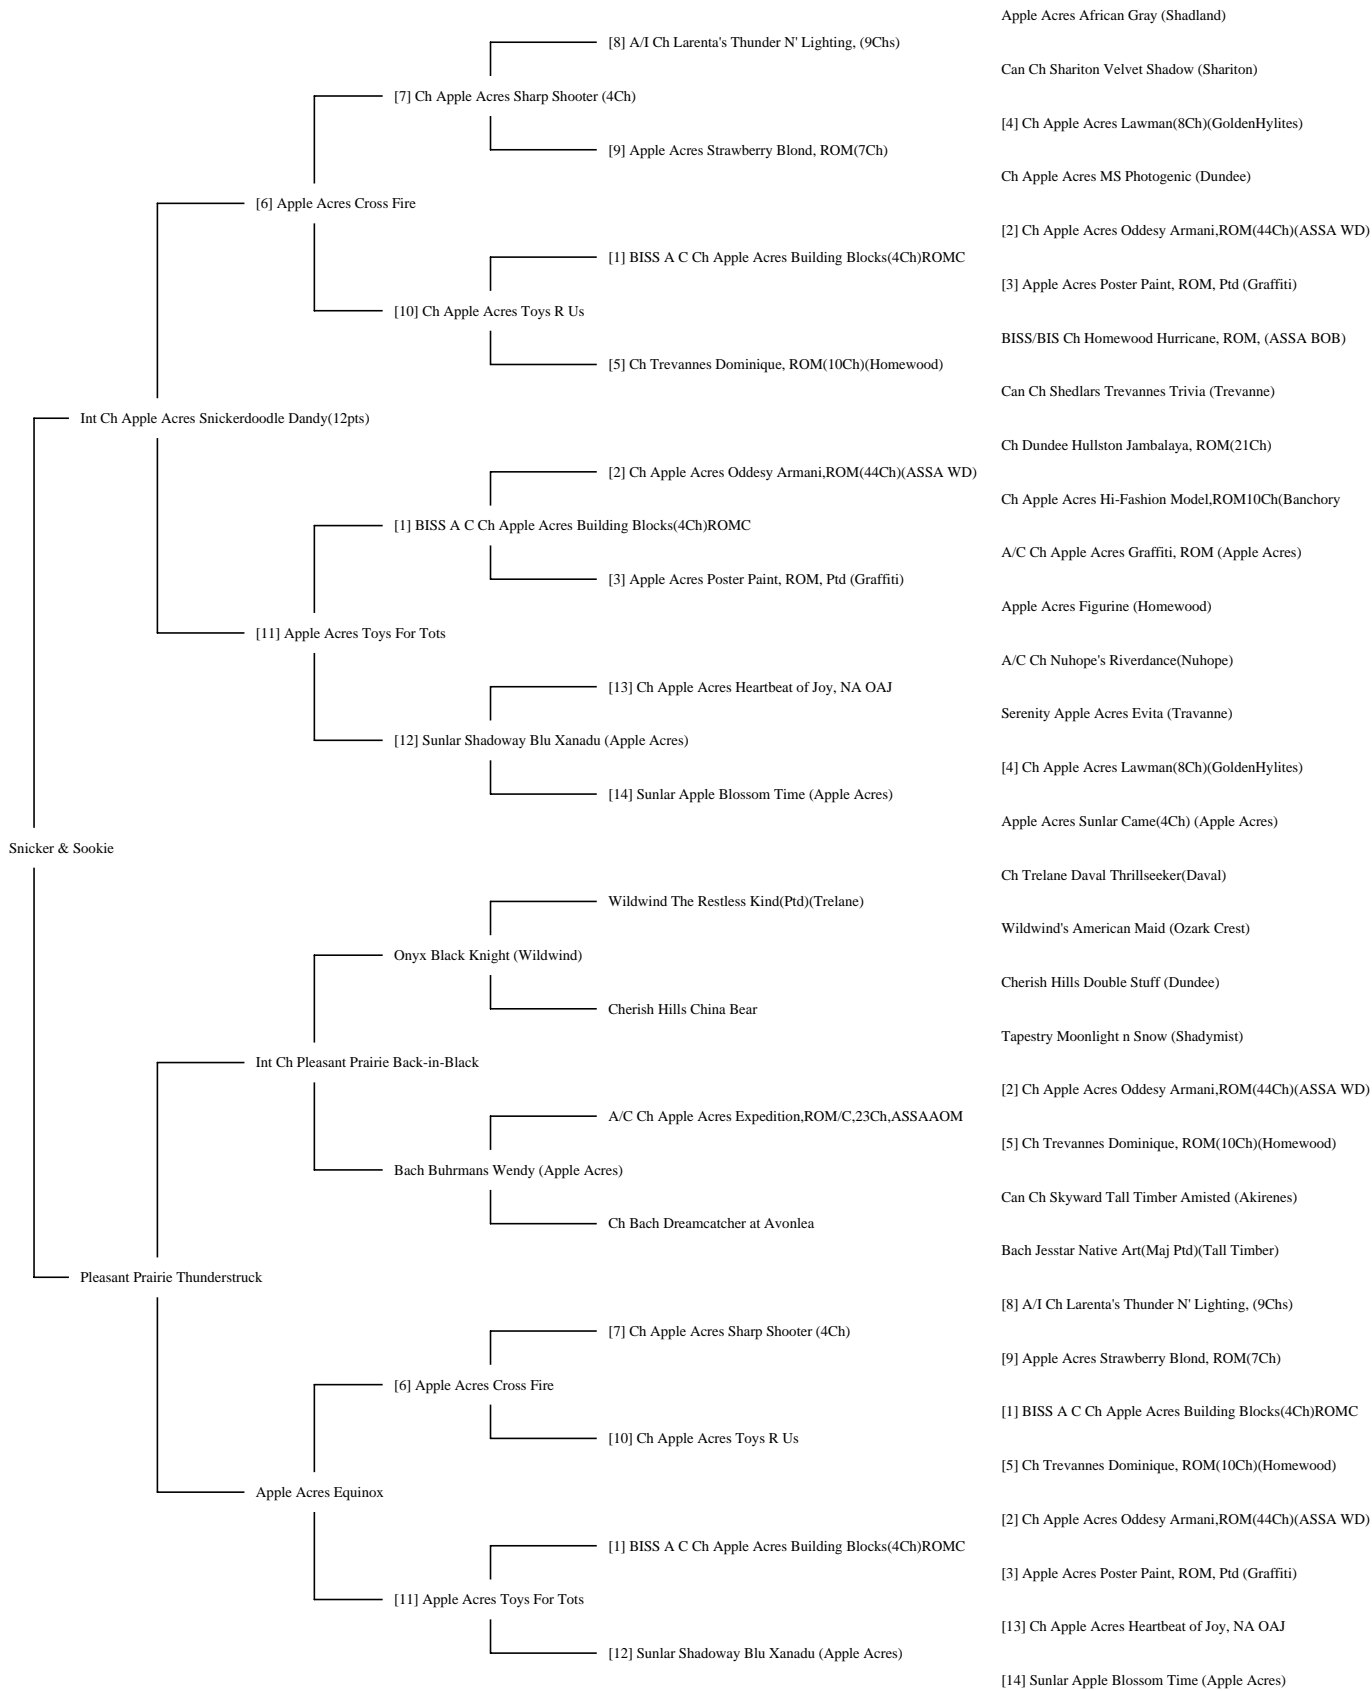 Apple Acres African Gray (Shadland)
[8] A/I Ch Larenta's Thunder N' Lighting, (9Chs)
Can Ch Shariton Velvet Shadow (Shariton)
[7] Ch Apple Acres Sharp Shooter (4Ch)
[4] Ch Apple Acres Lawman(8Ch)(GoldenHylites)
[9] Apple Acres Strawberry Blond, ROM(7Ch)
Ch Apple Acres MS Photogenic (Dundee)
[6] Apple Acres Cross Fire
[2] Ch Apple Acres Oddesy Armani,ROM(44Ch)(ASSA WD)
[1] BISS A C Ch Apple Acres Building Blocks(4Ch)ROMC
[3] Apple Acres Poster Paint, ROM, Ptd (Graffiti)
[10] Ch Apple Acres Toys R Us
BISS/BIS Ch Homewood Hurricane, ROM, (ASSA BOB)
[5] Ch Trevannes Dominique, ROM(10Ch)(Homewood)
Can Ch Shedlars Trevannes Trivia (Trevanne)
Int Ch Apple Acres Snickerdoodle Dandy(12pts)
Ch Dundee Hullston Jambalaya, ROM(21Ch)
[2] Ch Apple Acres Oddesy Armani,ROM(44Ch)(ASSA WD)
Ch Apple Acres Hi-Fashion Model,ROM10Ch(Banchory
[1] BISS A C Ch Apple Acres Building Blocks(4Ch)ROMC
A/C Ch Apple Acres Graffiti, ROM (Apple Acres)
[3] Apple Acres Poster Paint, ROM, Ptd (Graffiti)
Apple Acres Figurine (Homewood)
[11] Apple Acres Toys For Tots
A/C Ch Nuhope's Riverdance(Nuhope)
[13] Ch Apple Acres Heartbeat of Joy, NA OAJ
Serenity Apple Acres Evita (Travanne)
[12] Sunlar Shadoway Blu Xanadu (Apple Acres)
[4] Ch Apple Acres Lawman(8Ch)(GoldenHylites)
[14] Sunlar Apple Blossom Time (Apple Acres)
Apple Acres Sunlar Came(4Ch) (Apple Acres)
Snicker & Sookie
Ch Trelane Daval Thrillseeker(Daval)
Wildwind The Restless Kind(Ptd)(Trelane)
Wildwind's American Maid (Ozark Crest)
Onyx Black Knight (Wildwind)
Cherish Hills Double Stuff (Dundee)
Cherish Hills China Bear
Tapestry Moonlight n Snow (Shadymist)
Int Ch Pleasant Prairie Back-in-Black
[2] Ch Apple Acres Oddesy Armani,ROM(44Ch)(ASSA WD)
A/C Ch Apple Acres Expedition,ROM/C,23Ch,ASSAAOM
[5] Ch Trevannes Dominique, ROM(10Ch)(Homewood)
Bach Buhrmans Wendy (Apple Acres)
Can Ch Skyward Tall Timber Amisted (Akirenes)
Ch Bach Dreamcatcher at Avonlea
Bach Jesstar Native Art(Maj Ptd)(Tall Timber)
Pleasant Prairie Thunderstruck
[8] A/I Ch Larenta's Thunder N' Lighting, (9Chs)
[7] Ch Apple Acres Sharp Shooter (4Ch)
[9] Apple Acres Strawberry Blond, ROM(7Ch)
[6] Apple Acres Cross Fire
[1] BISS A C Ch Apple Acres Building Blocks(4Ch)ROMC
[10] Ch Apple Acres Toys R Us
[5] Ch Trevannes Dominique, ROM(10Ch)(Homewood)
Apple Acres Equinox
[2] Ch Apple Acres Oddesy Armani,ROM(44Ch)(ASSA WD)
[1] BISS A C Ch Apple Acres Building Blocks(4Ch)ROMC
[3] Apple Acres Poster Paint, ROM, Ptd (Graffiti)
[11] Apple Acres Toys For Tots
[13] Ch Apple Acres Heartbeat of Joy, NA OAJ
[12] Sunlar Shadoway Blu Xanadu (Apple Acres)
[14] Sunlar Apple Blossom Time (Apple Acres)